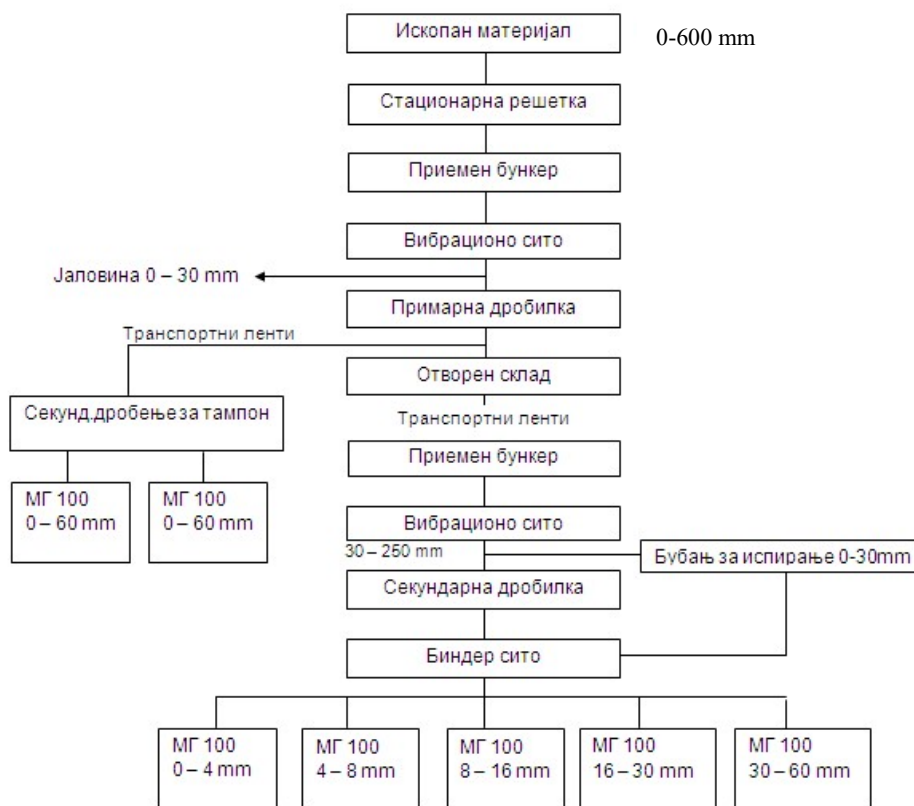 Ископан материјал
0-600 mm
Стационарна решетка
Приемен бункер
Вибрационо сито
Јаловина 0 – 30 mm
Примарна дробилка
Транспортни ленти
Отворен склад
Секунд.дробење за тампон
Транспортни ленти
Приемен бункер
МГ 100
0 – 60 mm
МГ 100
0 – 60 mm
Вибрационо сито
30 – 250 mm
Бубањ за испирање 0-30mm
Секундарна дробилка
Биндер сито
МГ 100
0 – 4 mm
МГ 100
4 – 8 mm
МГ 100
8 – 16 mm
МГ 100
16 – 30 mm
МГ 100
30 – 60 mm